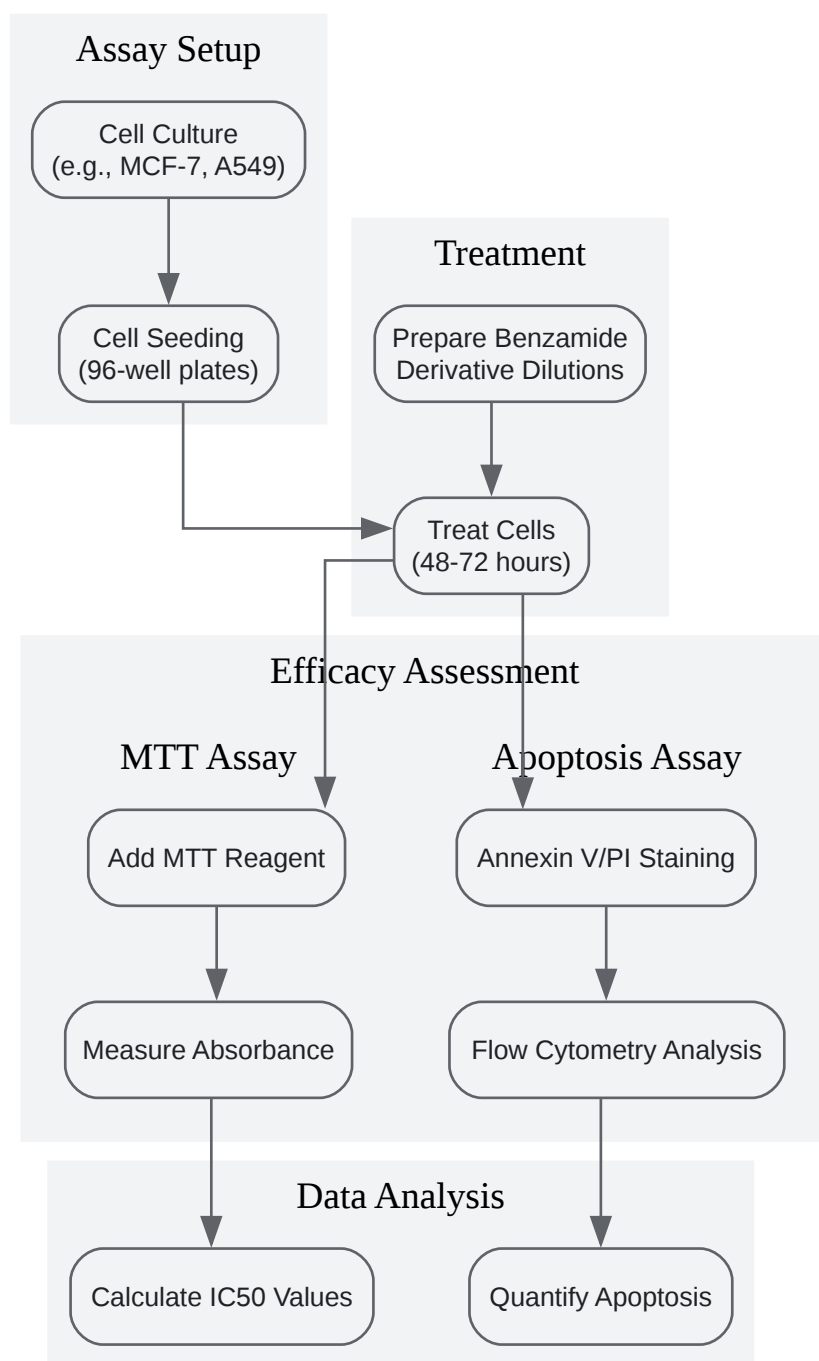 Assay Setup
Cell Culture
(e.g., MCF-7, A549)
Treatment
Cell Seeding
(96-well plates)
Prepare Benzamide
Derivative Dilutions
Treat Cells
(48-72 hours)
Efficacy Assessment
MTT Assay
Apoptosis Assay
Add MTT Reagent
Annexin V/PI Staining
Measure Absorbance
Flow Cytometry Analysis
Data Analysis
Calculate IC50 Values
Quantify Apoptosis